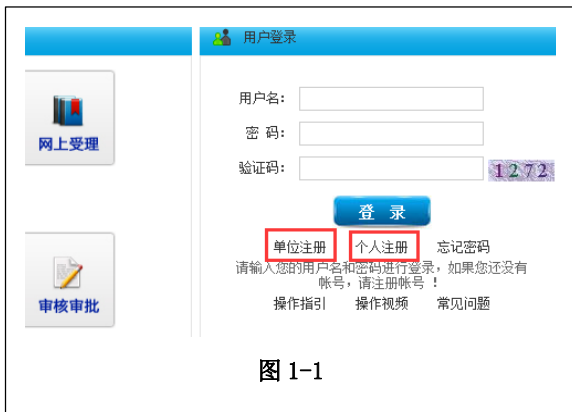 用户登录
网上受理
用户名：
密 码：
验证码：
1272
登 录
单位注册 个人注册 忘记密码
请输入您的用户名和密码进行登录，如果您还没有
帐号，请注册帐号 ！
审核审批
操作指引 操作视频 常见问题
图 1-1